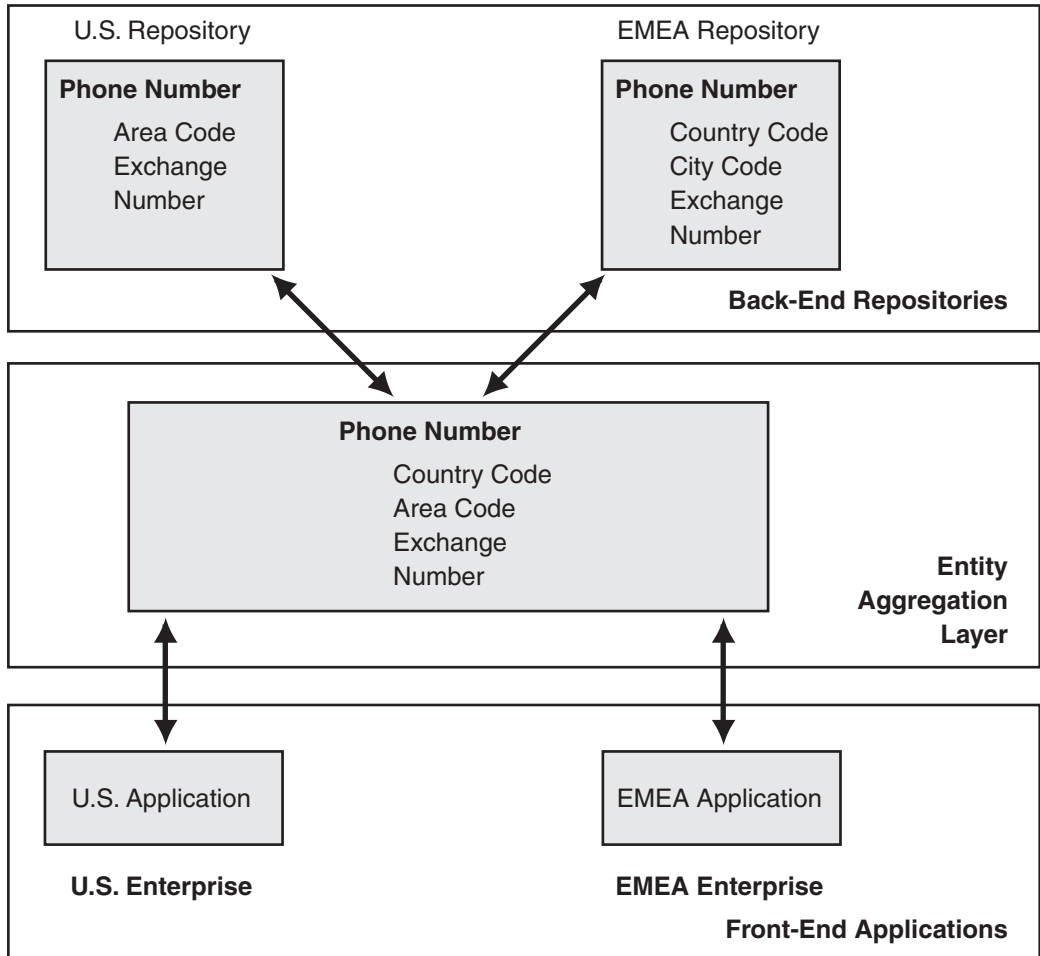 U.S. Repository
EMEA Repository
Phone Number
Area Code
Exchange
Number
Phone Number
Country Code
City Code
Exchange
Number
Back-End Repositories
Phone Number
Country Code
Area Code
Exchange
Number
Entity
Aggregation
Layer
U.S. Application
EMEA Application
U.S. Enterprise
EMEA Enterprise
Front-End Applications